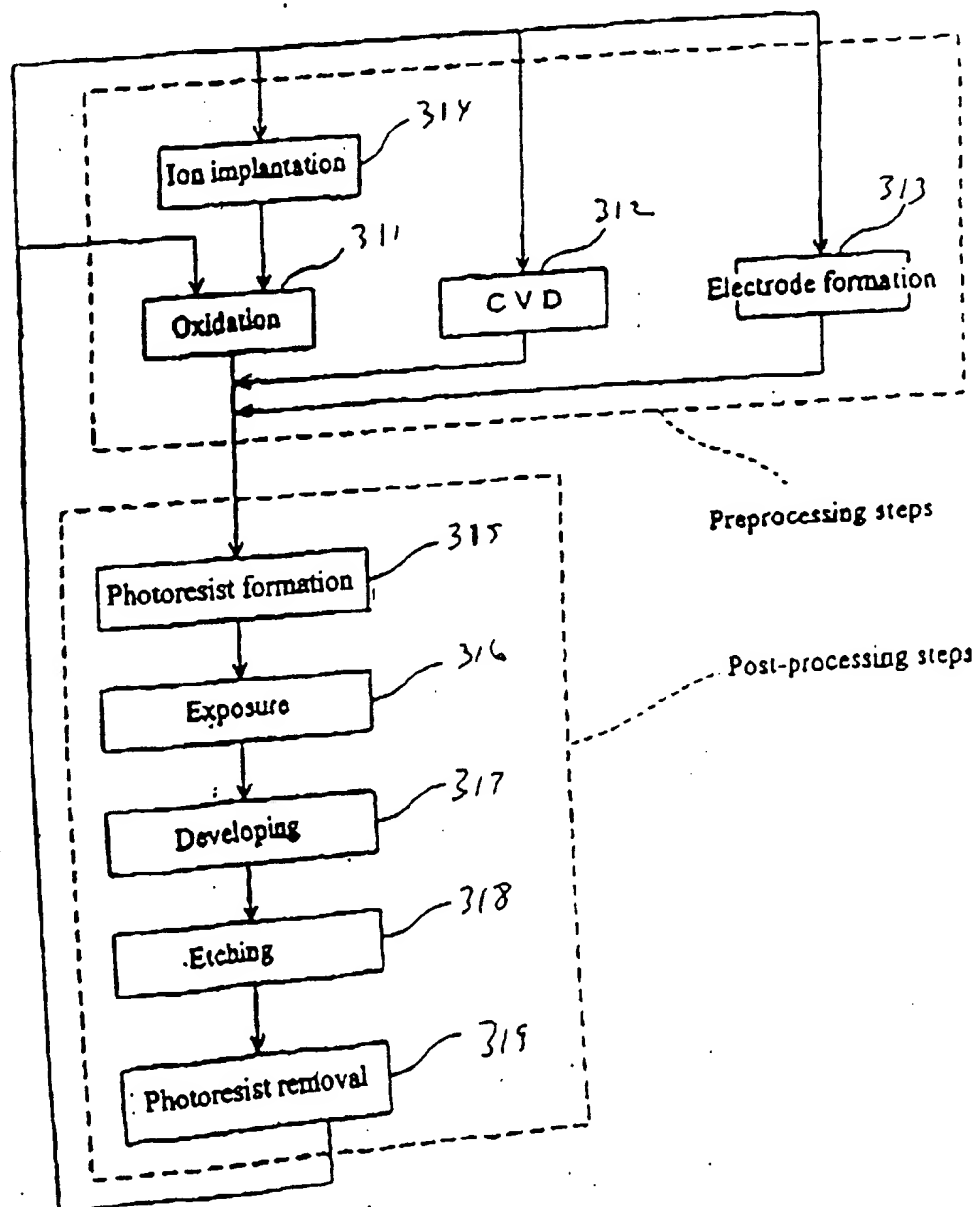 314
Ion implantation
311
312
313
Oxidation
C V D
Electrode formation
Preprocessing steps
315
Photoresist formation
316
Post-processing steps
Exposure
317
Developing
318
Etching
319
Photoresist removal